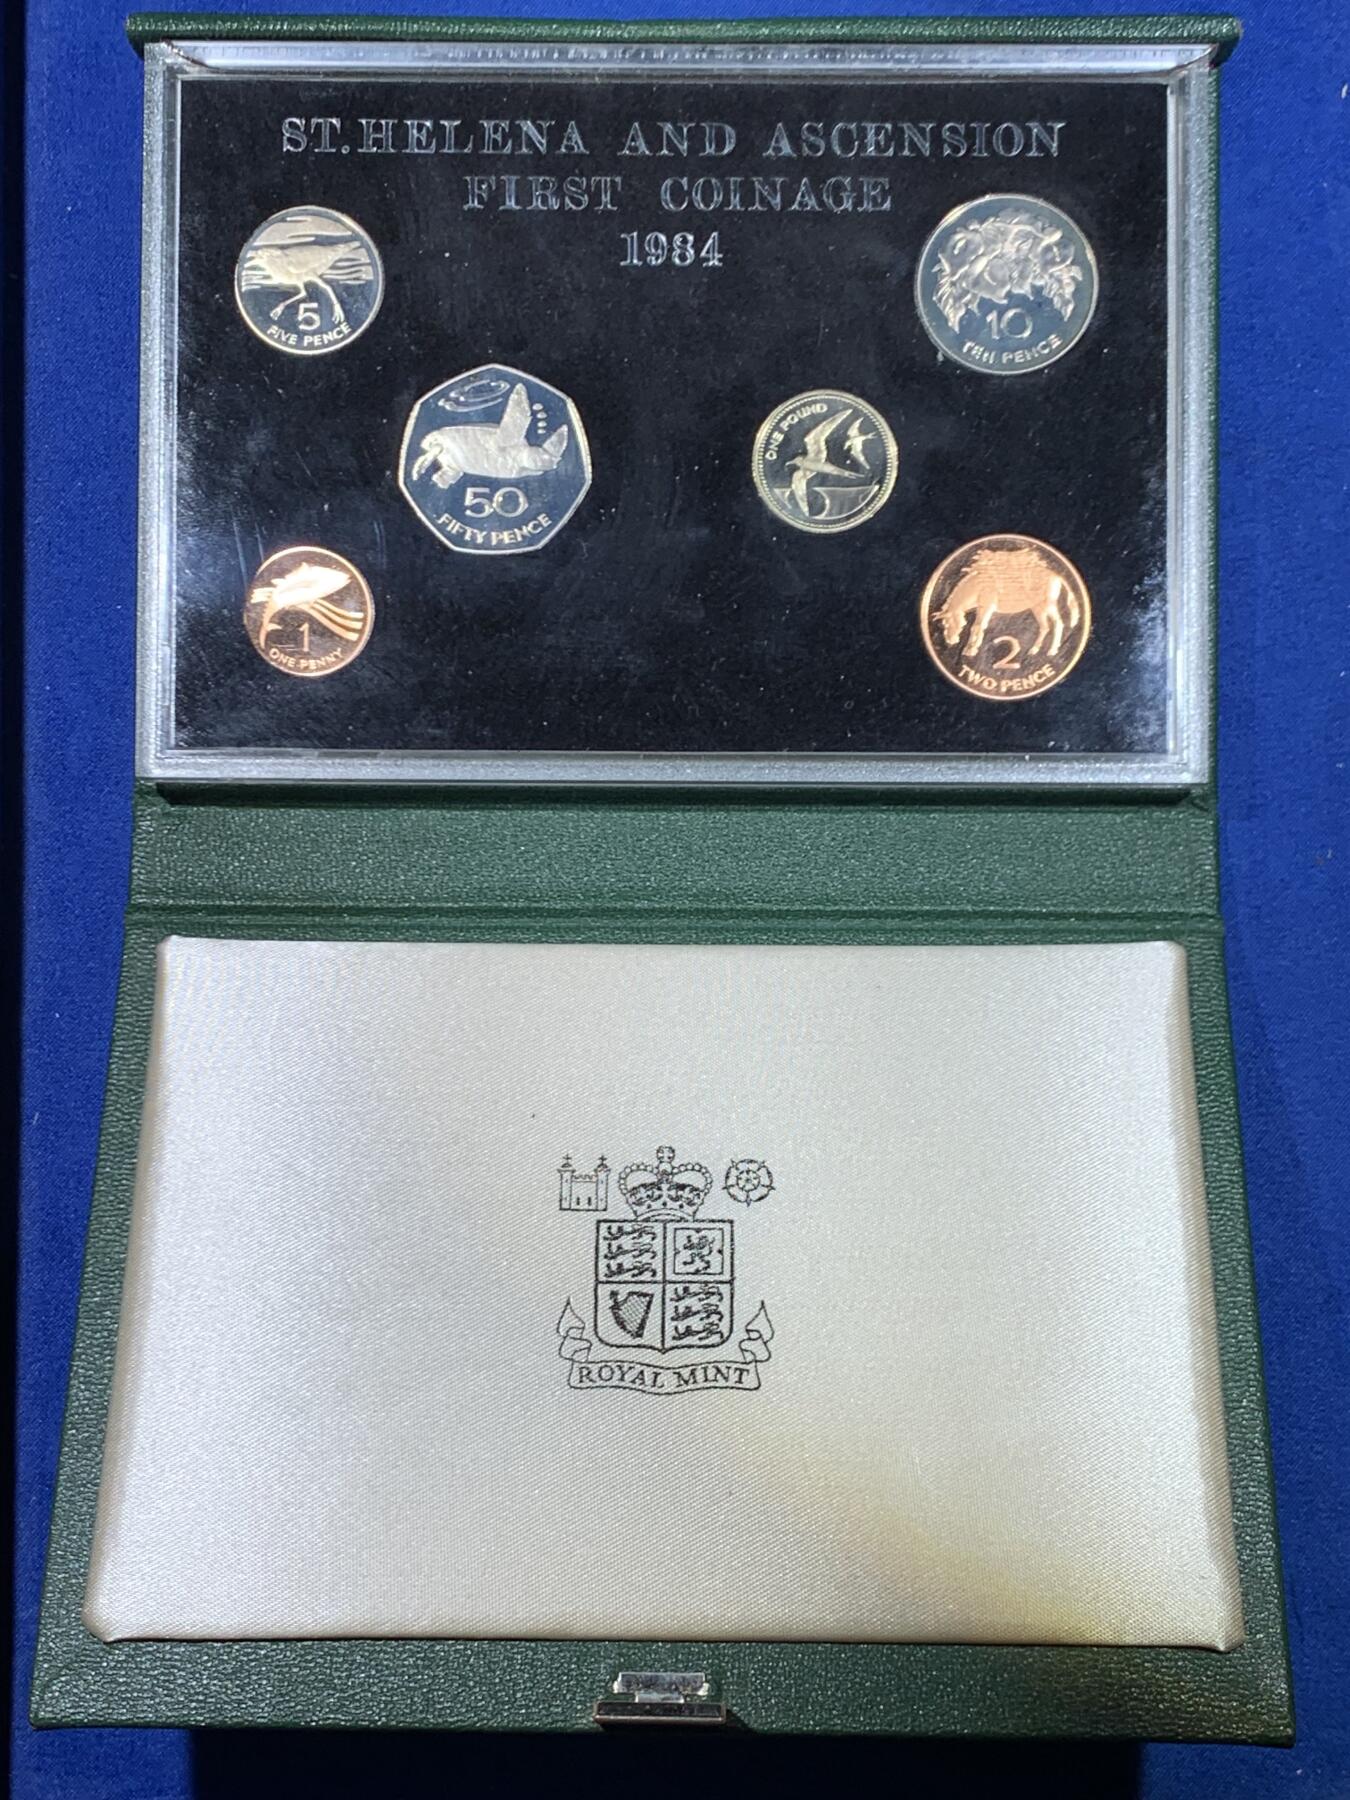 ST. HELENA AND ASCENSION
FIRST COINAGE
1984
5
FIVE PENCE
10
TEN PENCE
50
FIFTY PENCE
ONE POUND
1
ONE PENNY
2
TWO PENCE
ROYAL MINT